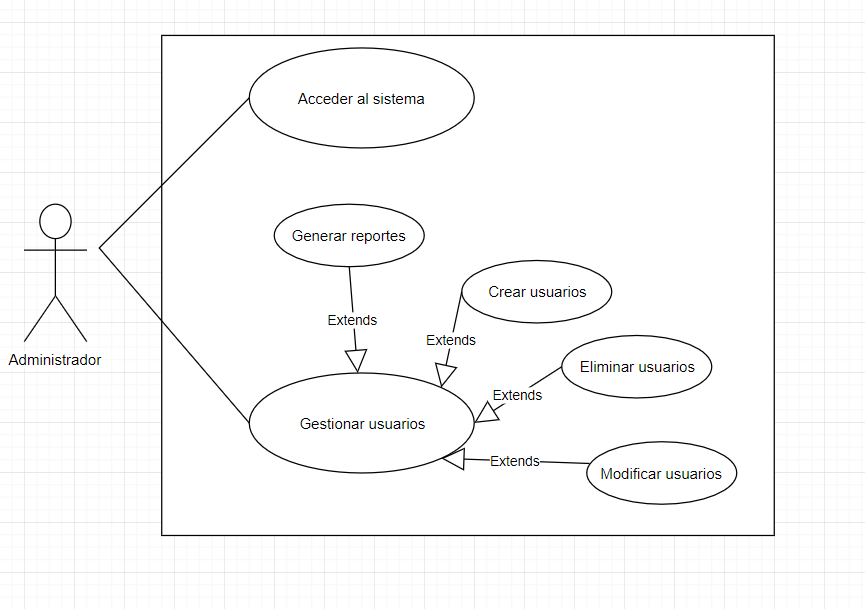 Acceder al sistema
Generar reportes
Crear usuarios
Extends
Extends
Administrador
Eliminar usuarios
Extends
Gestionar usuarios
Extends
Modificar usuarios